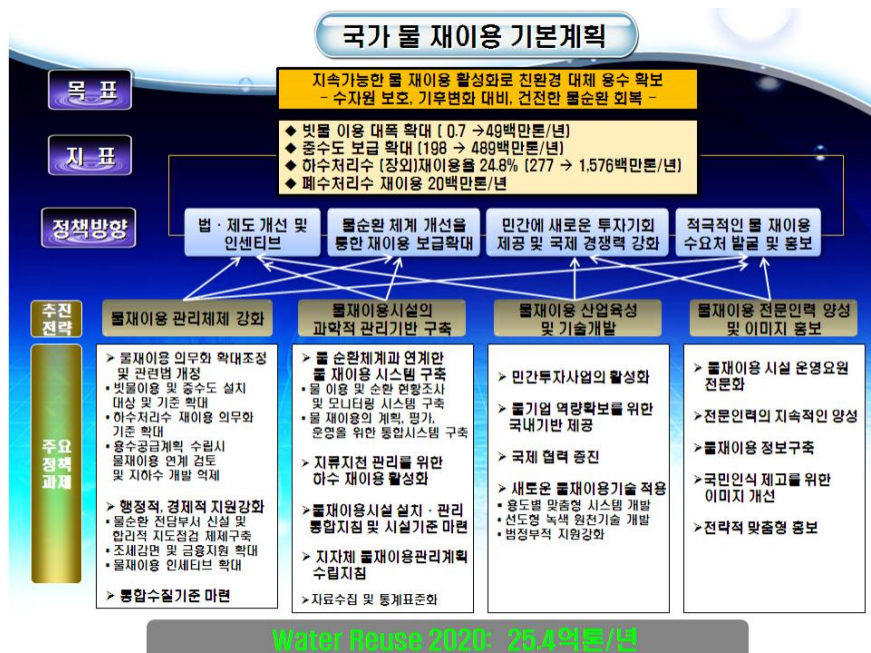 국가 물 재이용 기본계획
목 표
지속가능한 물 재이용 활성화로 친환경 대체 용수 확보
- 수자원 보호, 기후변화 대비, 건전한 물순환 회복 -
지 표
◆ 빗물 이용 대폭 확대 ( 0.7 →49백만톤/년)
◆ 중수도 보급 확대 (198 → 489백만톤/년)
◆ 하수처리수 (장외)재이용율 24.8% (277 → 1,576백만톤/년)
◆ 폐수처리수 재이용 20백만톤/년
정책방향
법ㆍ제도 개선 및
인센티브
물순환 체계 개선을
통한 재이용 보급확대
민간에 새로운 투자기회
제공 및 국제 경쟁력 강화
적극적인 물 재이용
수요처 발굴 및 홍보
추진
전략
물재이용 관리체제 강화
물재이용시설의
과학적 관리기반 구축
물재이용 산업육성
및 기술개발
물재이용 전문인력 양성
및 이미지 홍보
주요
정책
과제
➢ 물재이용 의무화 확대조정
및 관련법 개정
▪ 빗물이용 및 중수도 설치
대상 및 기준 확대
▪ 하수처리수 재이용 의무화
기준 확대
▪ 용수공급계획 수립시
물재이용 연계 검토
및 지하수 개발 억제
➢ 행정적, 경제적 지원강화
▪ 물순환 전담부서 신설 및
합리적 지도점검 체제구축
▪ 조세감면 및 금융지원 확대
▪ 물재이용 인세티브 확대
➢ 통합수질기준 마련
➢ 물 순환체계과 연계한
물 재이용 시스템 구축
▪ 물 이용 및 순환 현황조사
및 모니터링 시스템 구축
▪ 물 재이용의 계획, 평가,
운영을 위한 통합시스템 구축
➢ 지류지천 관리를 위한
하수 재이용 활성화
➢ 물재이용시설 설치ㆍ관리
통합지침 및 시설기준 마련
➢ 지자체 물재이용관리계획
수립지침
➢ 자료수집 및 통계표준화
➢ 민간투자사업의 활성화
➢ 물기업 역량확보를 위한
국내기반 제공
➢ 국제 협력 증진
➢ 새로운 물재이용기술 적용
▪ 용도별 맞춤형 시스템 개발
▪ 선도형 녹색 원천기술 개발
▪ 범정부적 지원강화
➢ 물재이용 시설 운영요원
전문화
➢ 전문인력의 지속적인 양성
➢ 물재이용 정보구축
➢ 국민인식 제고를 위한
이미지 개선
➢ 전략적 맞춤형 홍보
Water Reuse 2020: 25.4억톤/년